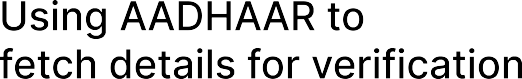 Using AADHAAR to
fetch details for verification